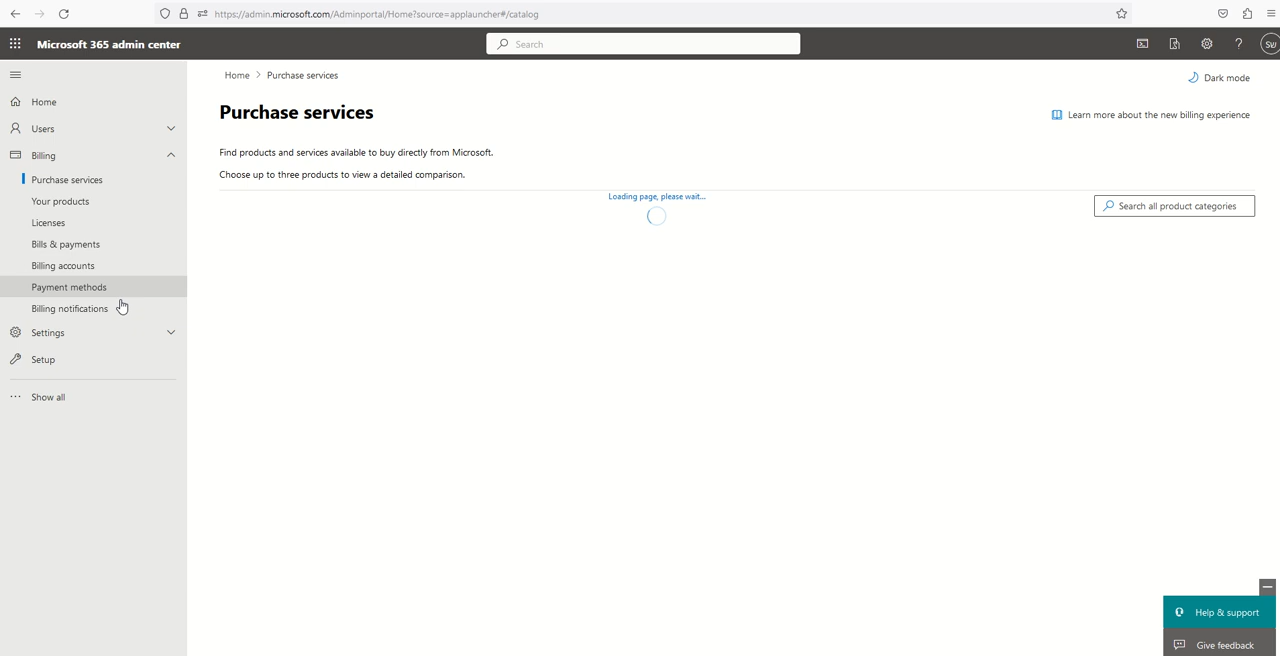 https://admin.microsoft.com/Adminportal/Home?source=applauncher#/catalog
Microsoft 365 admin center
Search
SW
Home
Users
Billing
Purchase services
Your products
Licenses
Bills & payments
Billing accounts
Payment methods
Billing notifications
Settings
Setup
Show all
Home > Purchase services
Dark mode
Purchase services
Learn more about the new billing experience
Find products and services available to buy directly from Microsoft.
Choose up to three products to view a detailed comparison.
Loading page, please wait...
Search all product categories
Help & support
Give feedback